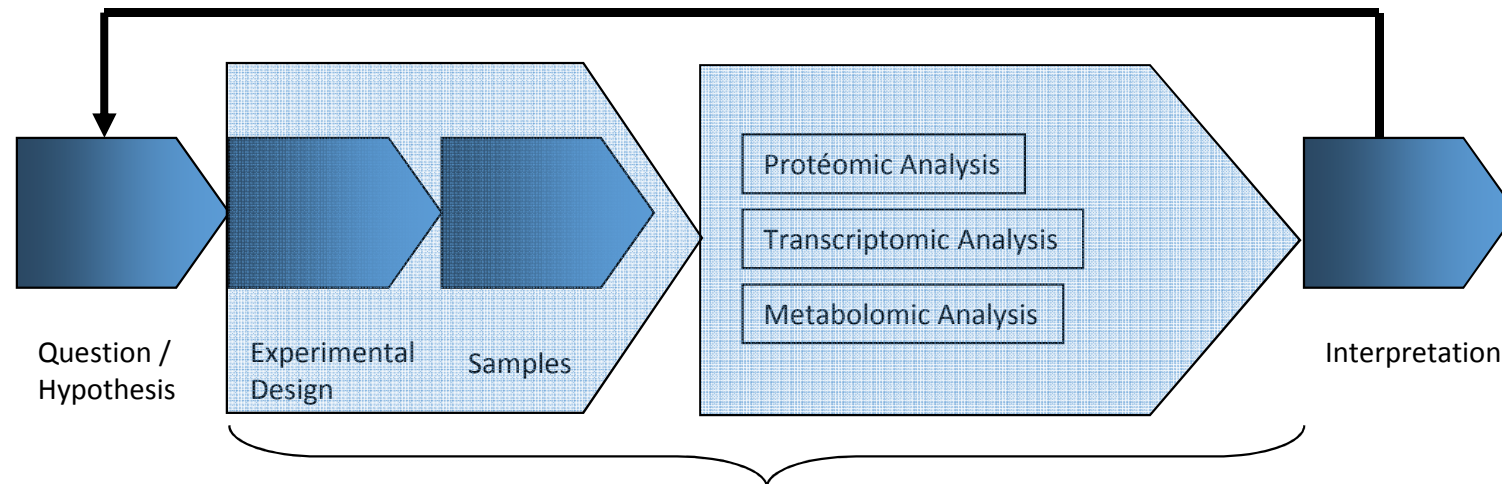 Protéomic Analysis
Transcriptomic Analysis
Metabolomic Analysis
Question /
Hypothesis
Experimental
Design
Samples
Interpretation